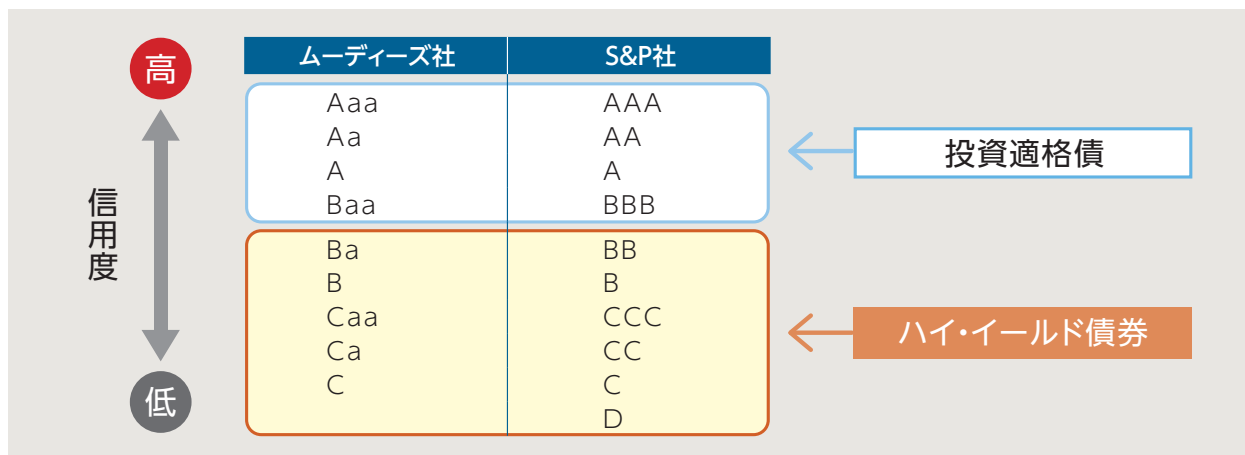 高
信用度
低
ムーディーズ社 S&P社
Aaa AAA
Aa AA
A A
Baa BBB
Ba BB
B B
Caa CCC
Ca CC
C C
D
投資適格債
ハイ・イールド債券